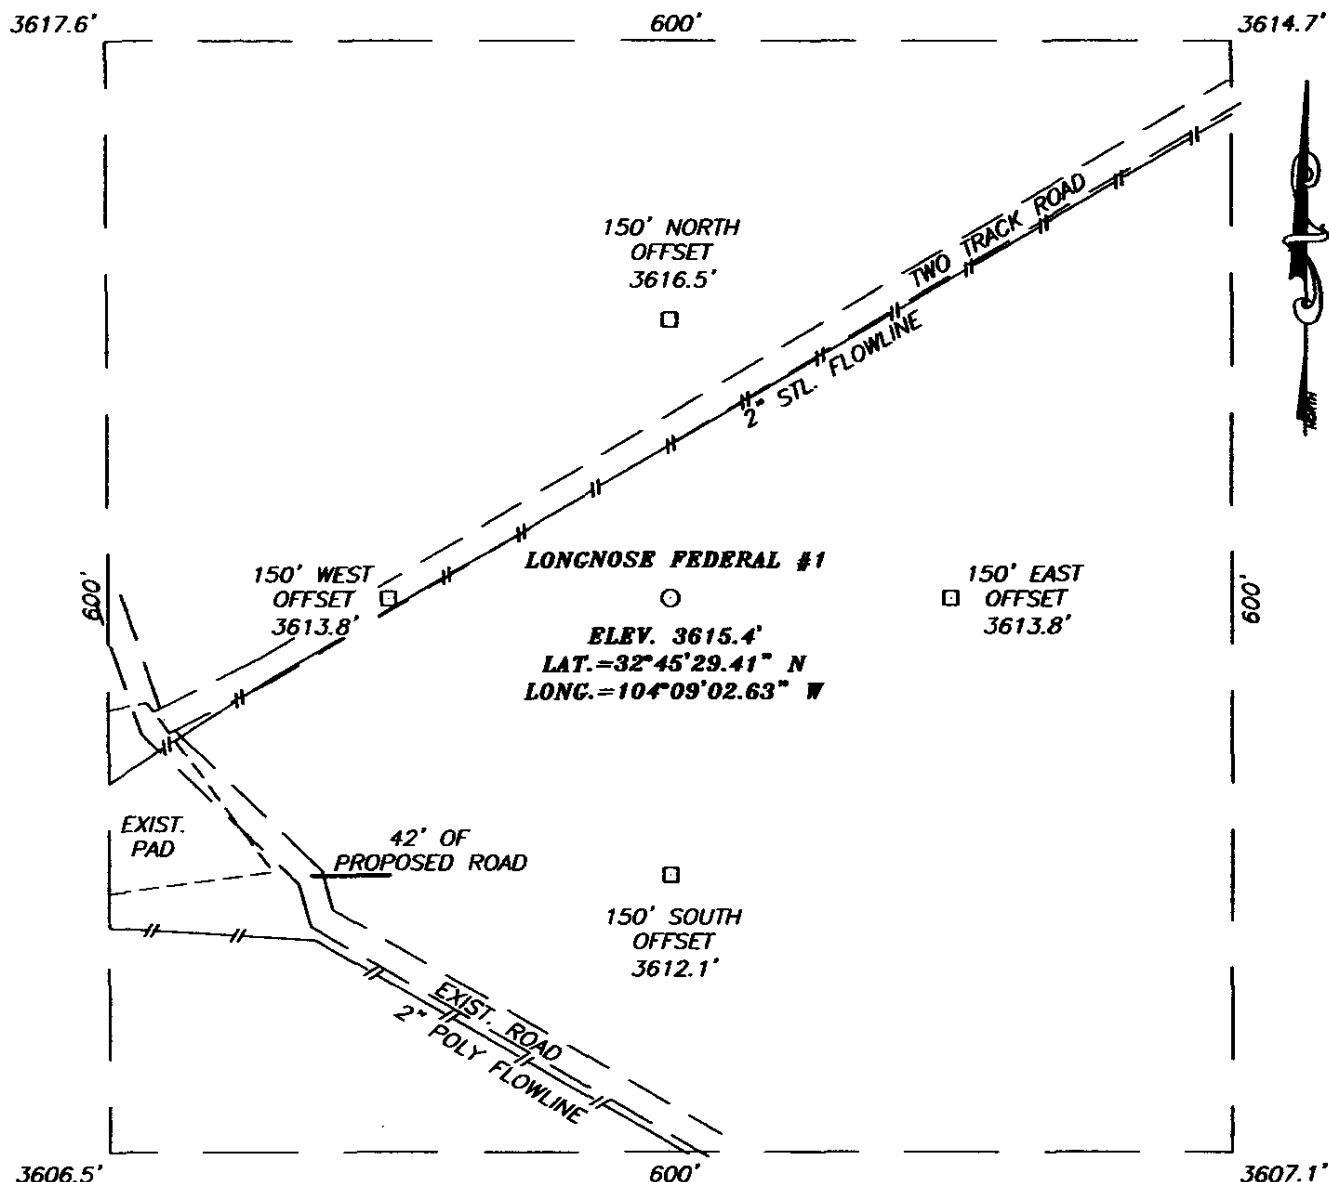 3617.6'
600'
3614.7'
150' NORTH
OFFSET
3616.5'
TWO TRACK ROAD
2" STL. FLOWLINE
LONGNOSE FEDERAL #1
ELEV. 3615.4'
LAT.=32°45'29.41" N
LONG.=104°09'02.63" W
150' WEST
OFFSET
3613.8'
150' EAST
OFFSET
3613.8'
600'
600'
EXIST.
PAD
42' OF
PROPOSED ROAD
150' SOUTH
OFFSET
3612.1'
EXIST. ROAD
2" POLY FLOWLINE
3606.5'
600'
3607.1'